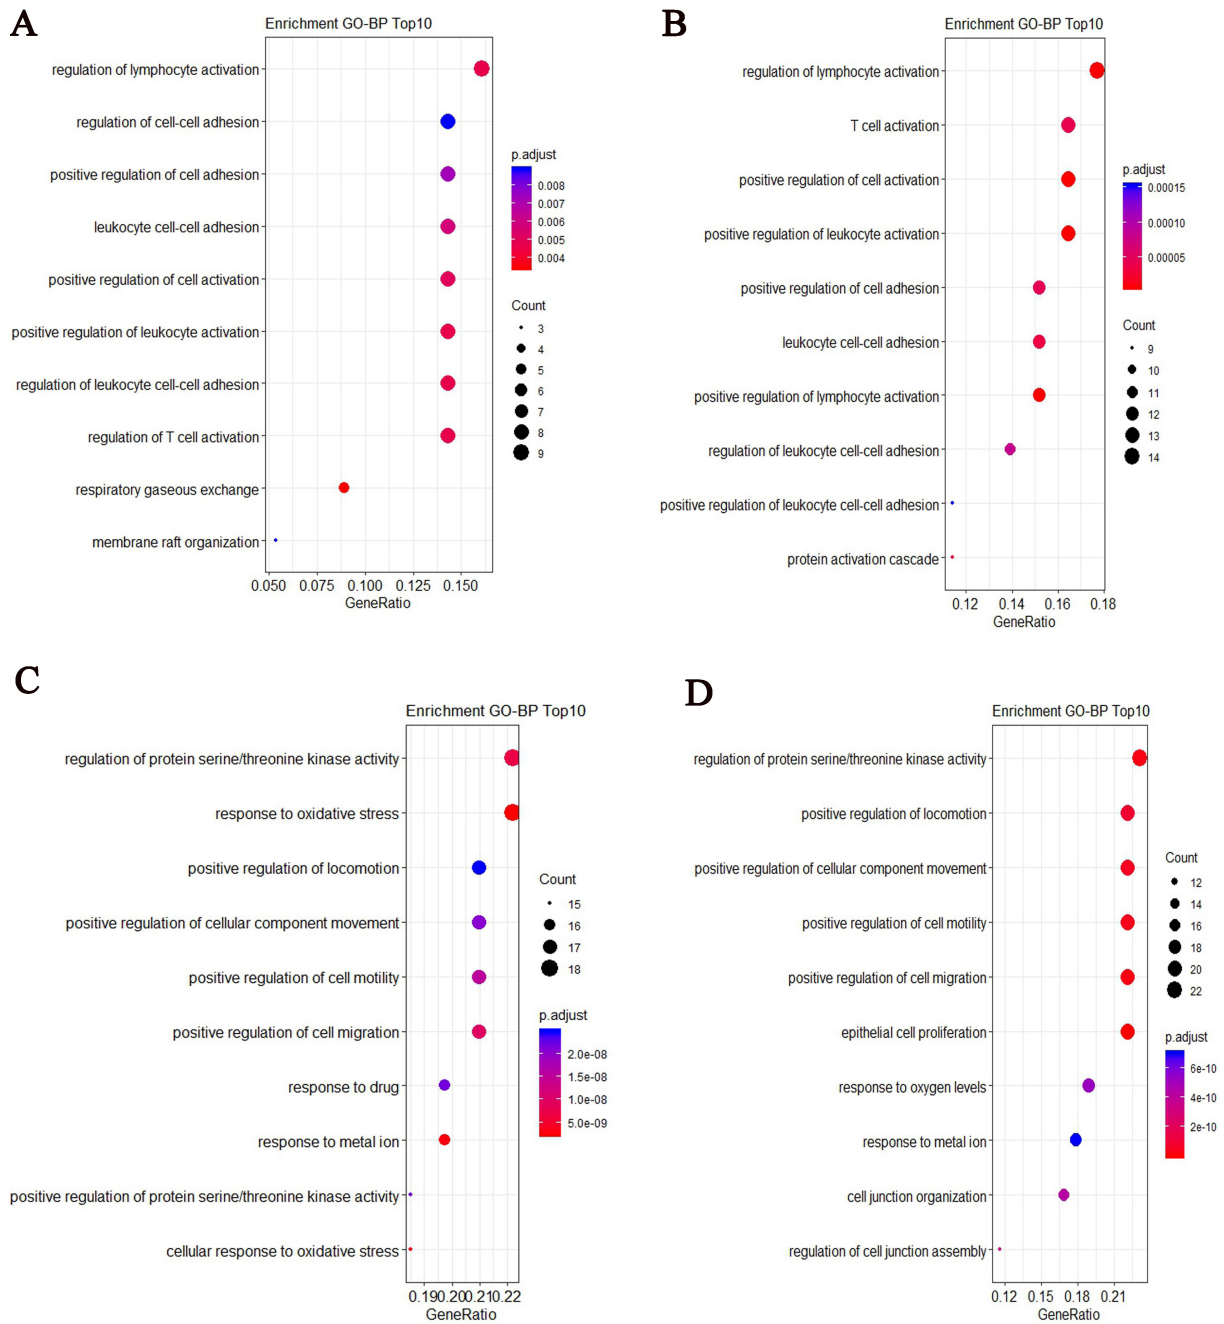 A
Enrichment GO-BP Top10
regulation of lymphocyte activation
regulation of cell-cell adhesion
positive regulation of cell adhesion
leukocyte cell-cell adhesion
positive regulation of cell activation
positive regulation of leukocyte activation
regulation of leukocyte cell-cell adhesion
regulation of T cell activation
respiratory gaseous exchange
membrane raft organization
0.050 0.075 0.100 0.125 0.150
GeneRatio
p.adjust
0.008
0.007
0.006
0.005
0.004
Count
3
4
5
6
7
8
9
B
Enrichment GO-BP Top10
regulation of lymphocyte activation
T cell activation
positive regulation of cell activation
positive regulation of leukocyte activation
positive regulation of cell adhesion
leukocyte cell-cell adhesion
positive regulation of lymphocyte activation
regulation of leukocyte cell-cell adhesion
positive regulation of leukocyte cell-cell adhesion
protein activation cascade
0.12 0.14 0.16 0.18
GeneRatio
p.adjust
0.00015
0.00010
0.00005
Count
9
10
11
12
13
14
C
Enrichment GO-BP Top10
regulation of protein serine/threonine kinase activity
response to oxidative stress
positive regulation of locomotion
positive regulation of cellular component movement
positive regulation of cell motility
positive regulation of cell migration
response to drug
response to metal ion
positive regulation of protein serine/threonine kinase activity
cellular response to oxidative stress
0.19 0.20 0.21 0.22
GeneRatio
Count
15
16
17
18
p.adjust
2.0e-08
1.5e-08
1.0e-08
5.0e-09
D
Enrichment GO-BP Top10
regulation of protein serine/threonine kinase activity
positive regulation of locomotion
positive regulation of cellular component movement
positive regulation of cell motility
positive regulation of cell migration
epithelial cell proliferation
response to oxygen levels
response to metal ion
cell junction organization
regulation of cell junction assembly
0.12 0.15 0.18 0.21
GeneRatio
Count
12
14
16
18
20
22
p.adjust
6e-10
4e-10
2e-10